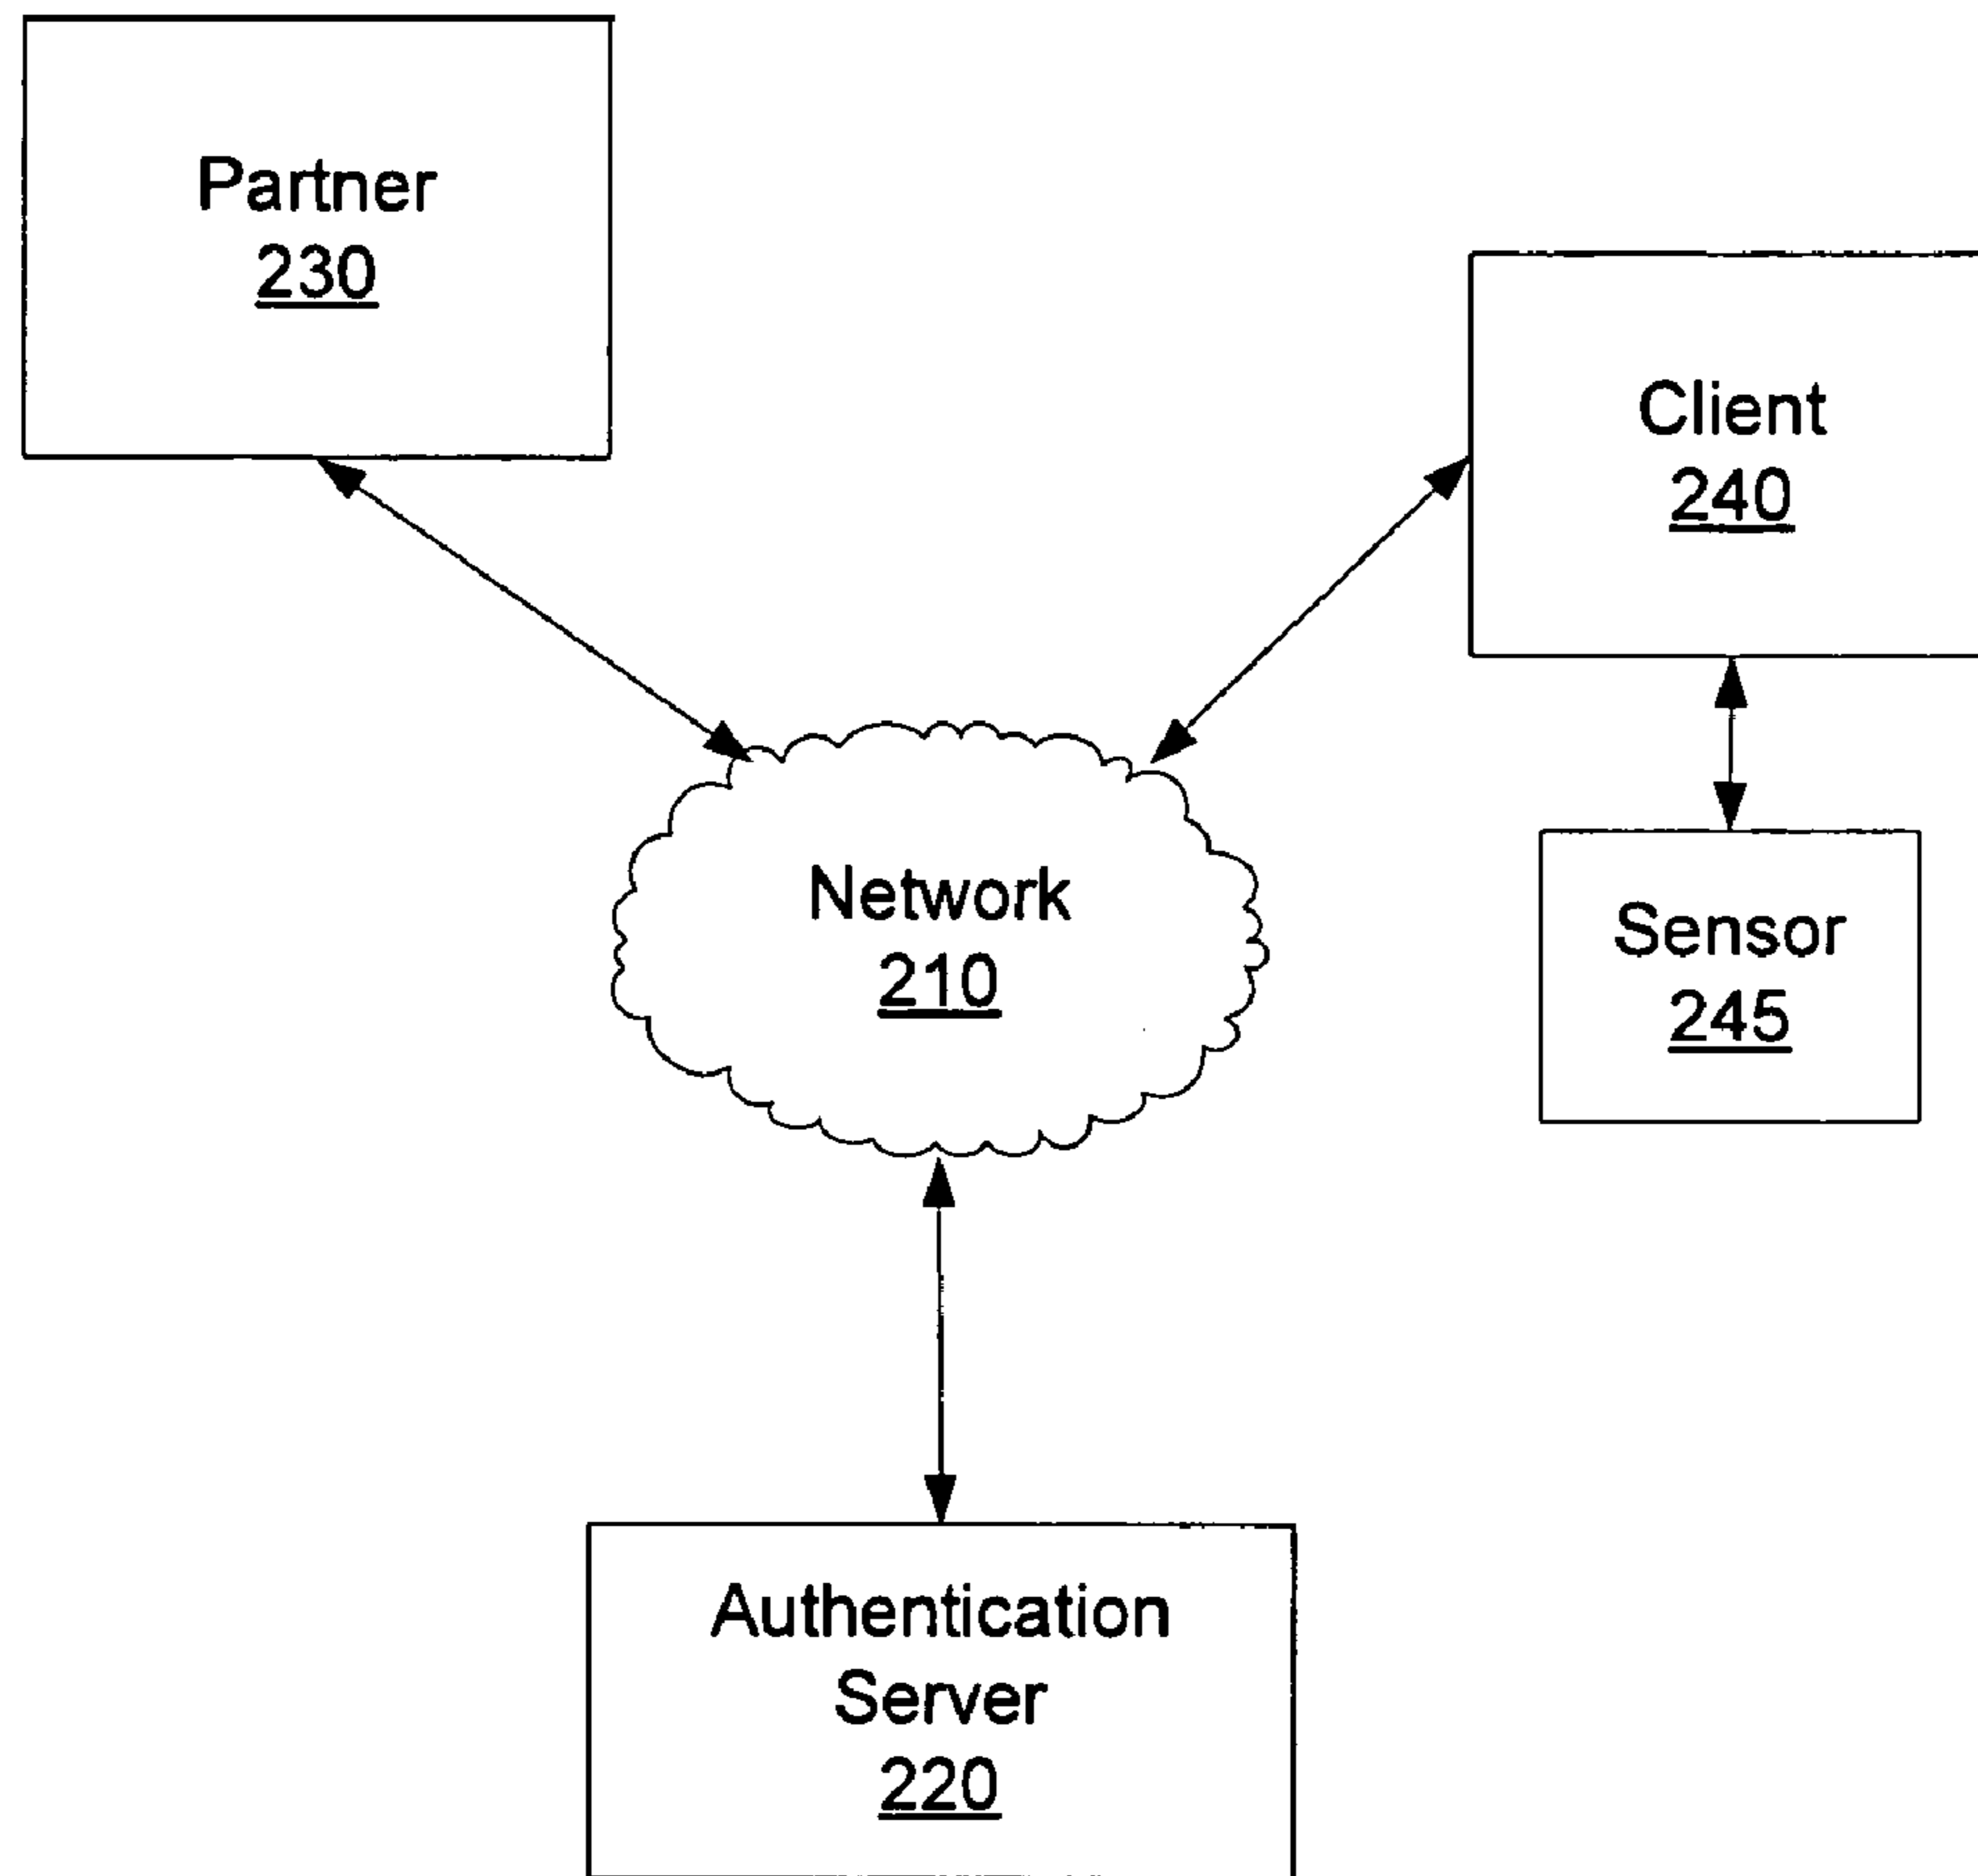 Partner
230
Client
240
Network
210
Sensor
245
Authentication
Server
220